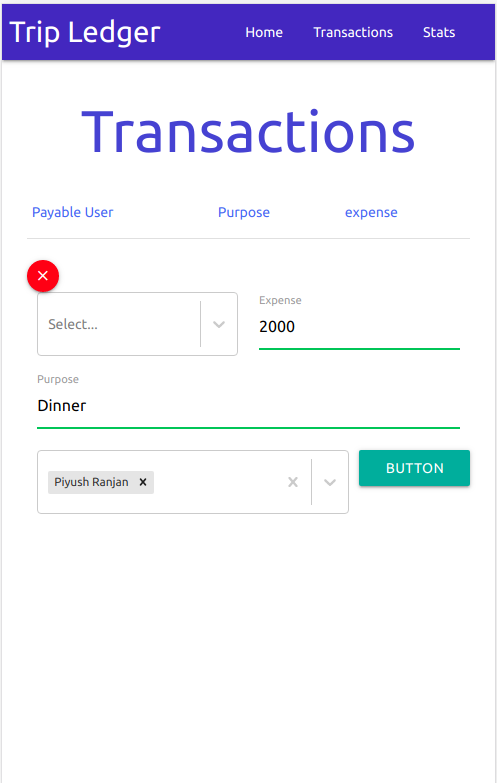 Trip Ledger Home Transactions Stats
Transactions
Payable User Purpose expense
Select...
Expense
2000
Purpose
Dinner
Piyush Ranjan
BUTTON